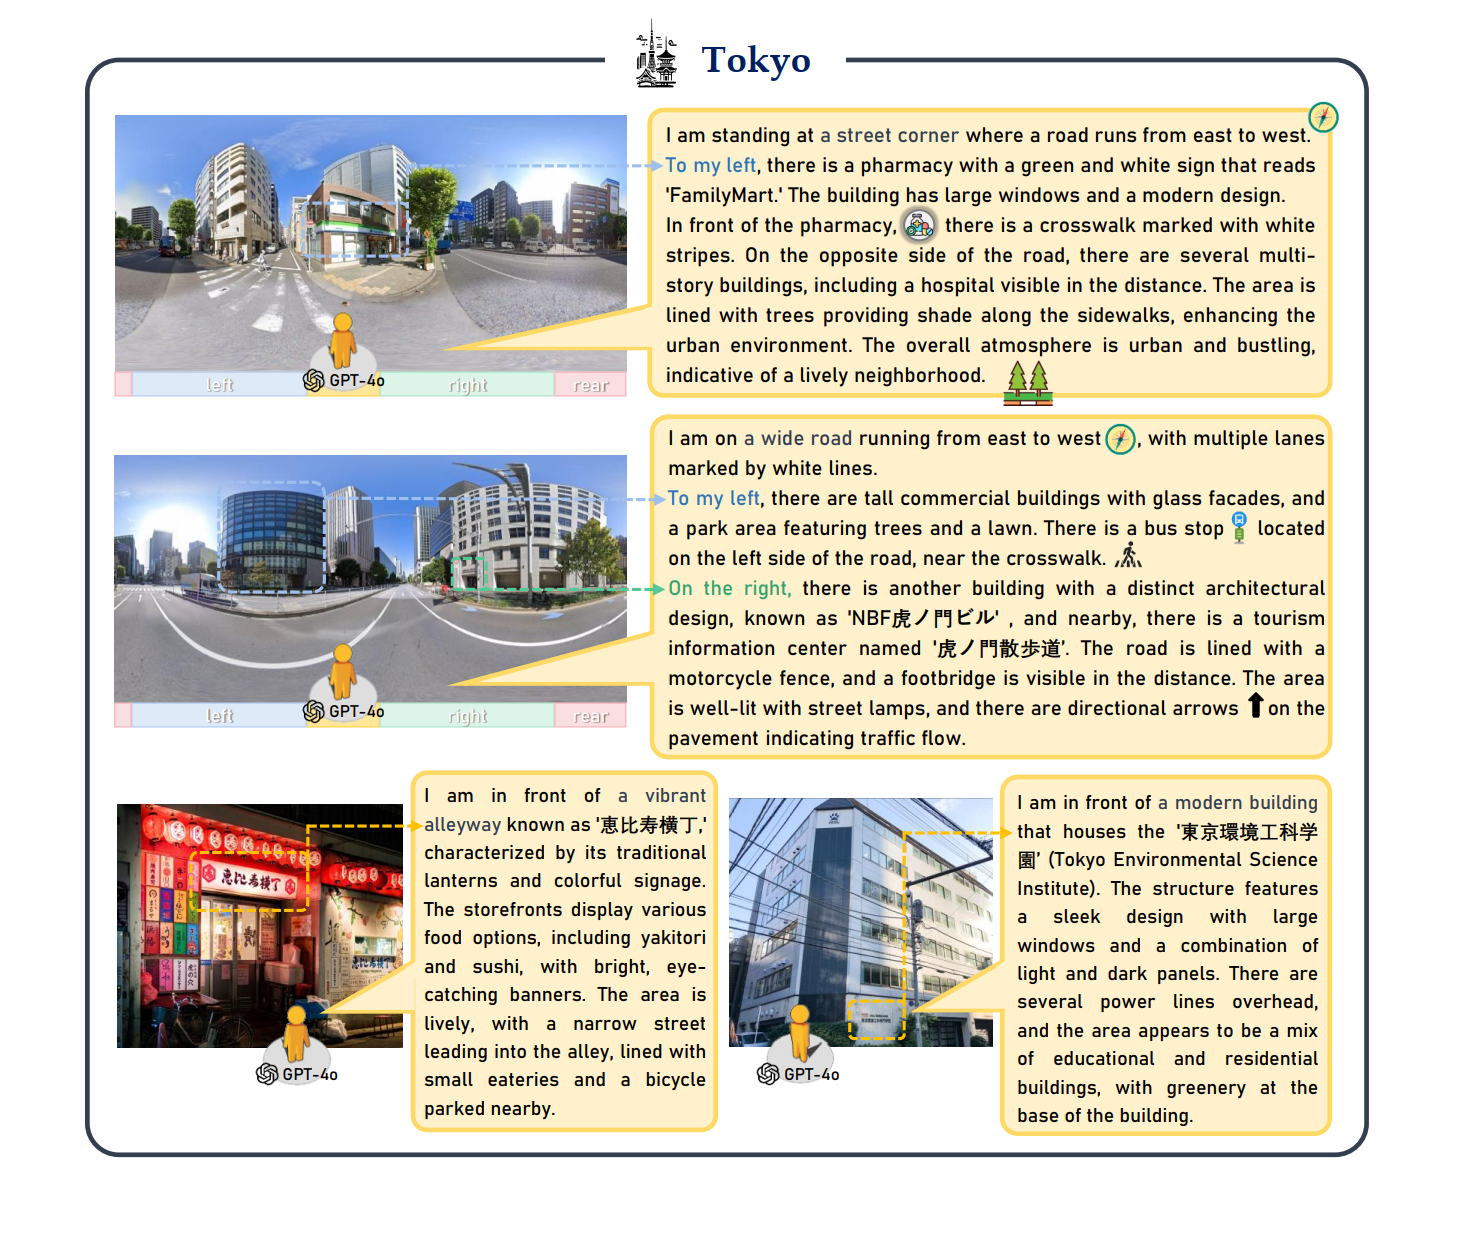 Tokyo
I am standing at a street corner where a road runs from east to west.
To my left, there is a pharmacy with a green and white sign that reads
'FamilyMart.' The building has large windows and a modern design.
In front of the pharmacy, there is a crosswalk marked with white
stripes. On the opposite side of the road, there are several multi-
story buildings, including a hospital visible in the distance. The area is
lined with trees providing shade along the sidewalks, enhancing the
urban environment. The overall atmosphere is urban and bustling,
indicative of a lively neighborhood.
GPT-4o
left
right
rear
I am on a wide road running from east to west, with multiple lanes
marked by white lines.
To my left, there are tall commercial buildings with glass facades, and
a park area featuring trees and a lawn. There is a bus stop located
on the left side of the road, near the crosswalk.
On the right, there is another building with a distinct architectural
design, known as 'NBF虎ノ門ビル' , and nearby, there is a tourism
information center named '虎ノ門散歩道'. The road is lined with a
motorcycle fence, and a footbridge is visible in the distance. The area
is well-lit with street lamps, and there are directional arrows on the
pavement indicating traffic flow.
GPT-4o
left
right
rear
恵比寿横丁
I am in front of a vibrant
alleyway known as '恵比寿横丁,'
characterized by its traditional
lanterns and colorful signage.
The storefronts display various
food options, including yakitori
and sushi, with bright, eye-
catching banners. The area is
lively, with a narrow street
leading into the alley, lined with
small eateries and a bicycle
parked nearby.
GPT-4o
I am in front of a modern building
that houses the '東京環境工科学
園' (Tokyo Environmental Science
Institute). The structure features
a sleek design with large
windows and a combination of
light and dark panels. There are
several power lines overhead,
and the area appears to be a mix
of educational and residential
buildings, with greenery at the
base of the building.
GPT-4o